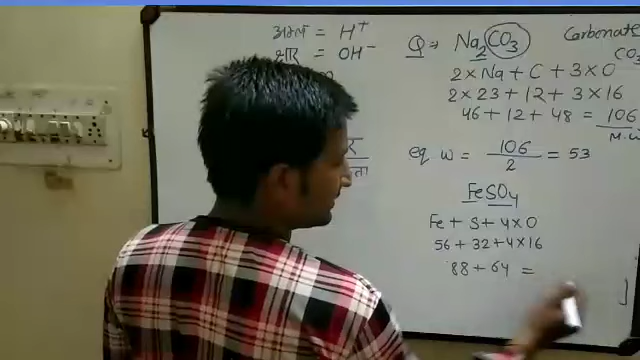 अम्ल = H⁺
क्षार = OH⁻
Q → Na₂CO₃
Carbonate
CO₃
2×Na + C + 3×O
2×23 + 12 + 3×16
46 + 12 + 48 = 106
M.W
eq w = 106/2 = 53
FeSO₄
Fe + S + 4×O
56 + 32 + 4×16
88 + 64 =